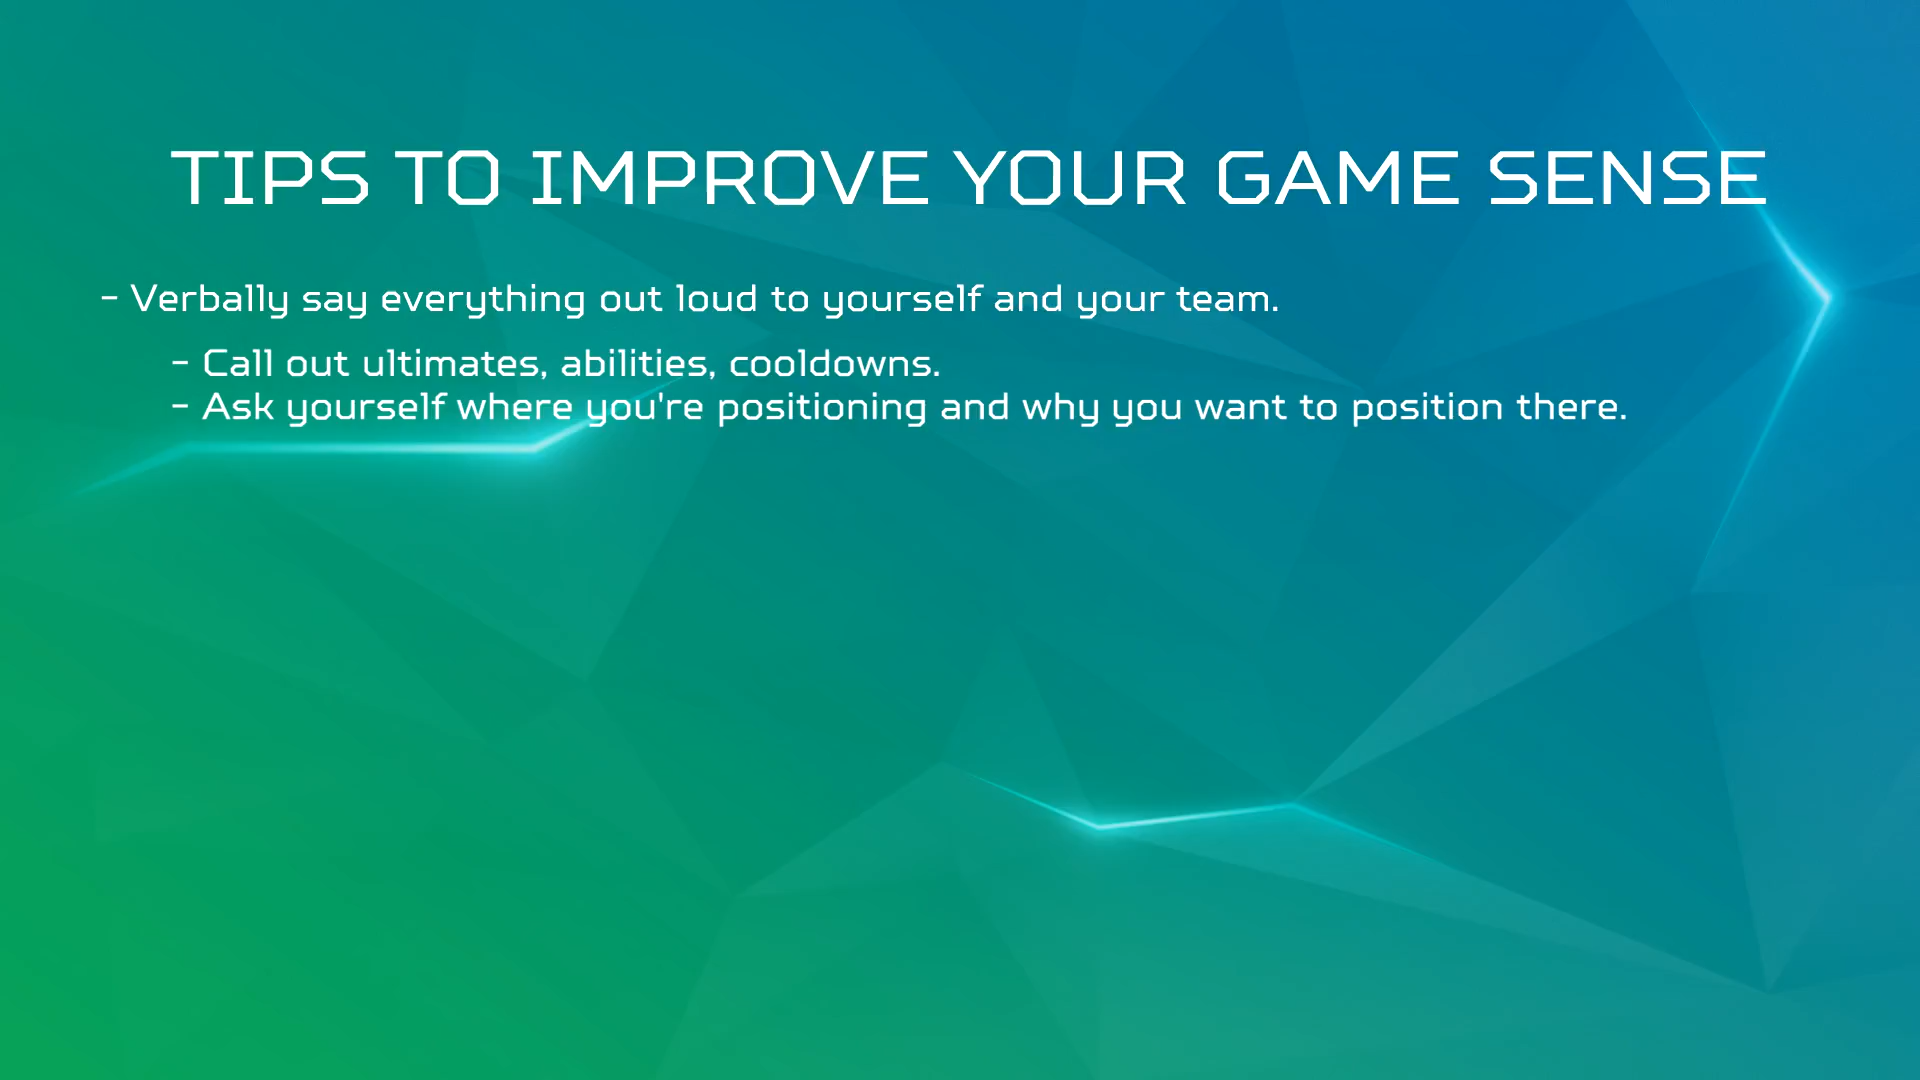 TIPS TO IMPROVE YOUR GAME SENSE
- Verbally say everything out loud to yourself and your team.
- Call out ultimates, abilities, cooldowns.
- Ask yourself where you're positioning and why you want to position there.